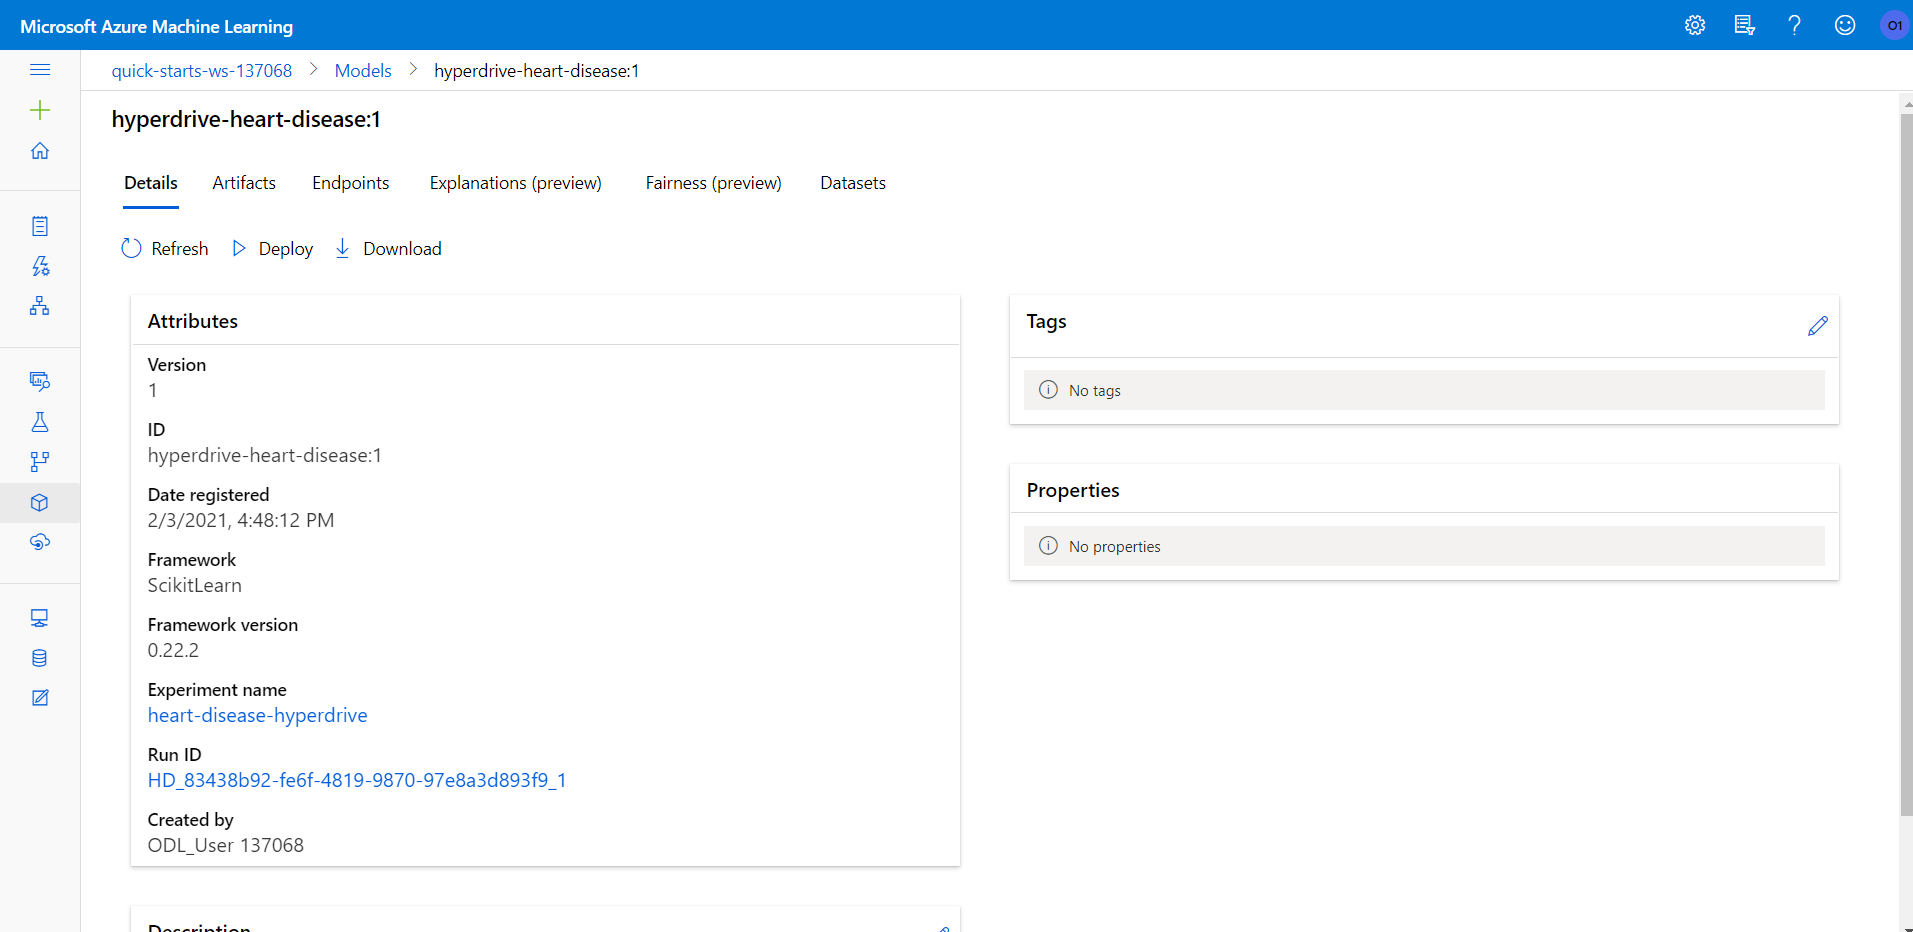 Microsoft Azure Machine Learning
O1
quick-starts-ws-137068 > Models > hyperdrive-heart-disease:1
hyperdrive-heart-disease:1
Details Artifacts Endpoints Explanations (preview) Fairness (preview) Datasets
Refresh Deploy Download
Attributes
Version
1
ID
hyperdrive-heart-disease:1
Date registered
2/3/2021, 4:48:12 PM
Framework
ScikitLearn
Framework version
0.22.2
Experiment name
heart-disease-hyperdrive
Run ID
HD_83438b92-fe6f-4819-9870-97e8a3d893f9_1
Created by
ODL_User 137068
Tags
No tags
Properties
No properties
Description